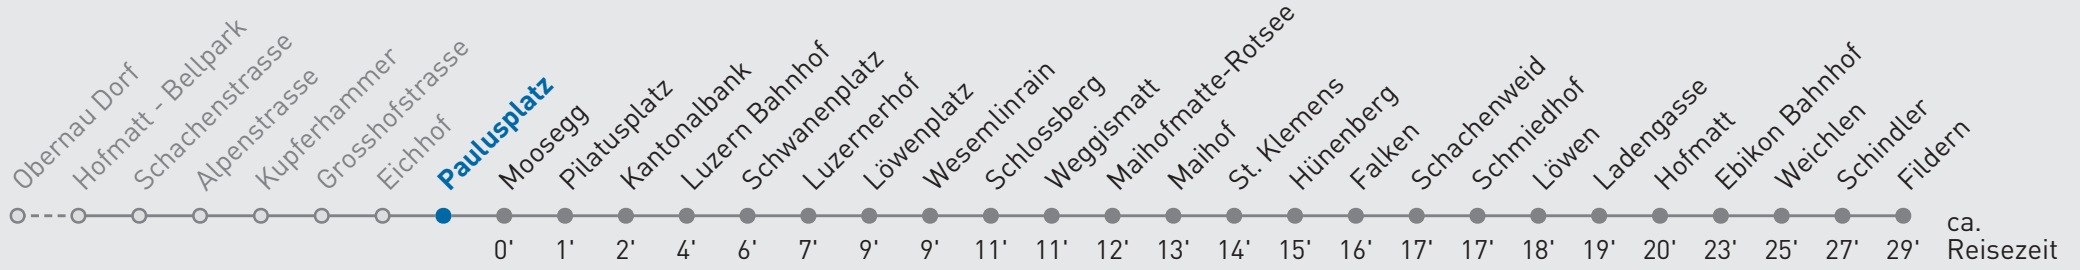 Obernau Dorf
Hofmatt - Bellpark
Schachenstrasse
Alpenstrasse
Kupferhammer
Grosshofstrasse
Eichhof
Paulusplatz
Moosegg
Pilatusplatz
Kantonalbank
Luzern Bahnhof
Schwanenplatz
Luzernerhof
Löwenplatz
Wesemlinrain
Schlossberg
Weggismatt
Maihofmatte-Rotsee
Maihof
St. Klemens
Hünenberg
Falken
Schachenweid
Schmiedhof
Löwen
Ladengasse
Hofmatt
Ebikon Bahnhof
Weichlen
Schindler
Fildern
0' 1' 2' 4' 6' 7' 9' 9' 11' 11' 12' 13' 14' 15' 16' 17' 17' 18' 19' 20' 23' 25' 27' 29'
ca.
Reisezeit